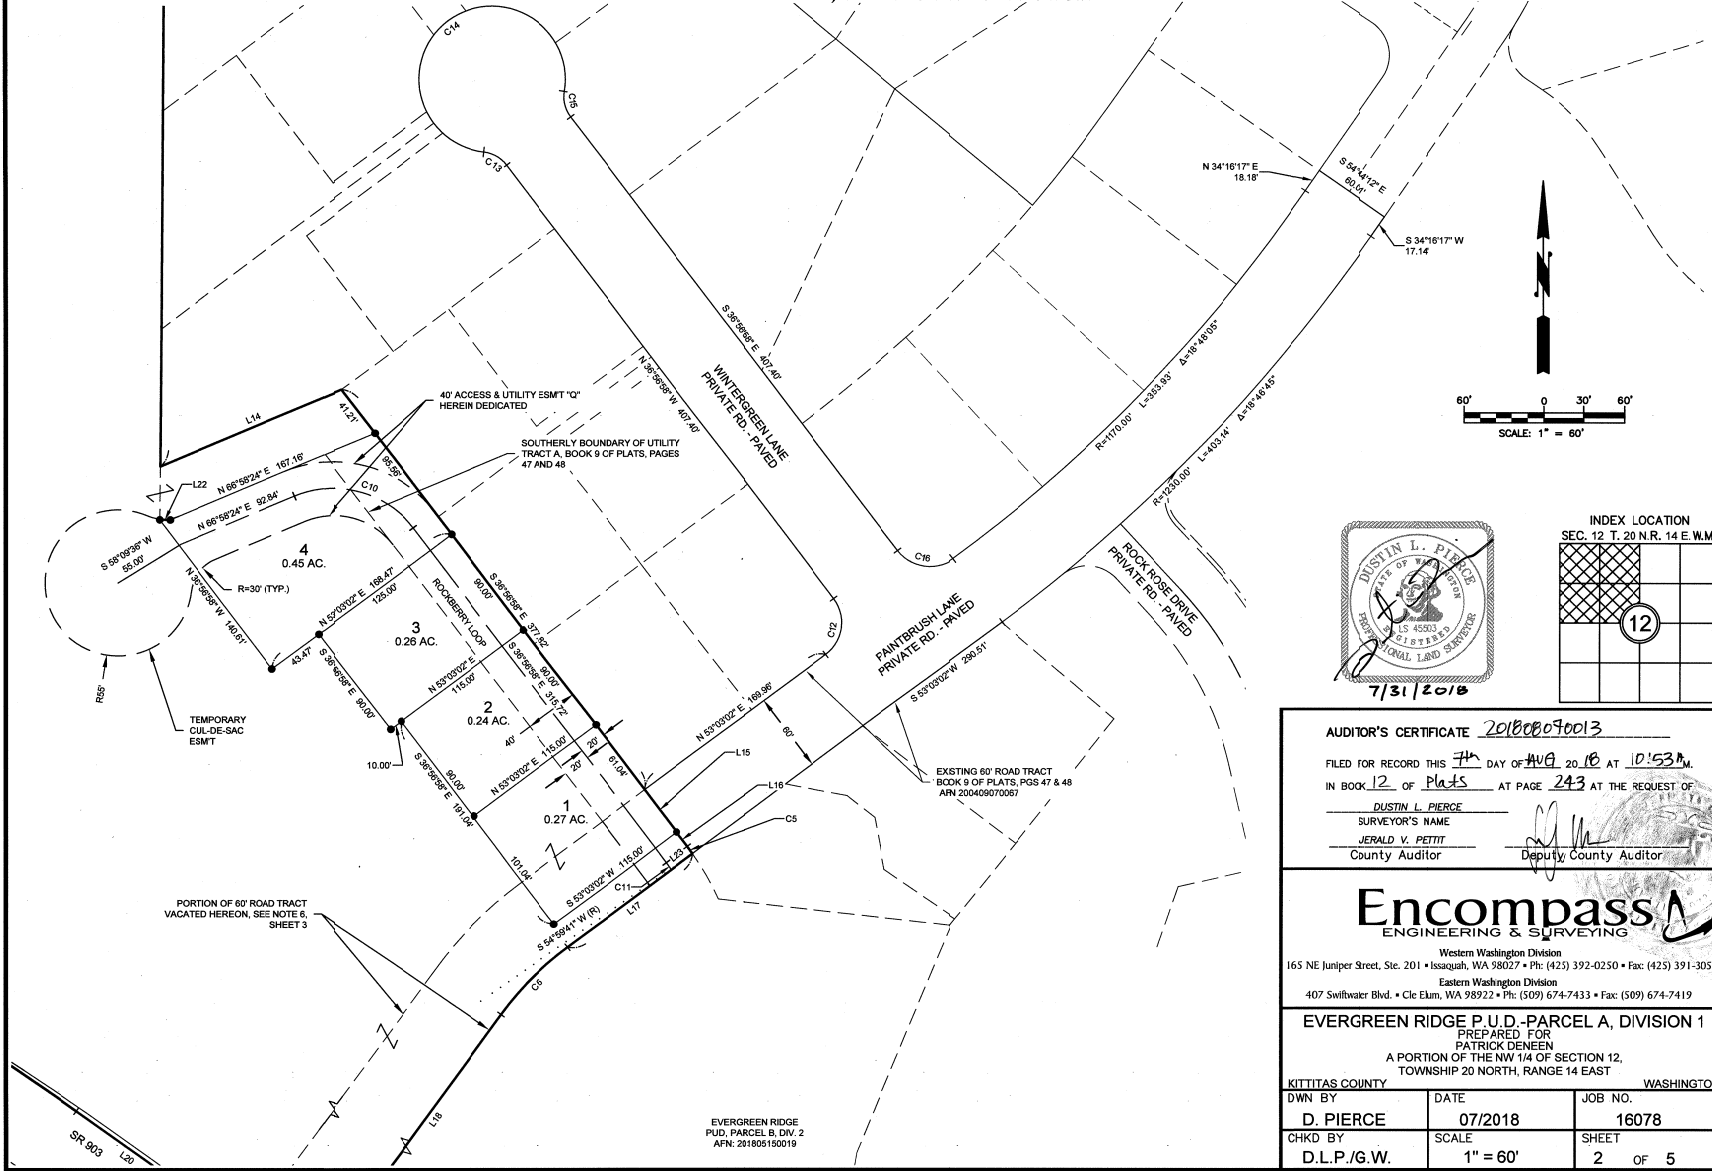 C14
C15
C13
N 34°16'17" E
18.18'
S 54°44'12" E
60.01'
S 34°16'17" W
17.14'
N
60' 0 30' 60'
SCALE: 1" = 60'
S 36°56'58" E 407.40'
N 36°56'58" W 407.40'
WINTERGREEN LANE
PRIVATE RD. - PAVED
R=1170.00' L=353.93' Δ=18°48'05"
R=1230.00' L=403.14' Δ=18°46'45"
40' ACCESS & UTILITY ESM'T "Q"
HEREIN DEDICATED
SOUTHERLY BOUNDARY OF UTILITY
TRACT A, BOOK 9 OF PLATS, PAGES
47 AND 48
L14
41.21'
95.56'
L22
N 66°58'24" E 167.16'
N 66°58'24" E 92.84'
C10
S 58°09'36" W
55.00'
4
0.45 AC.
R=30' (TYP.)
N 36°56'58" W 140.61'
N 53°03'02" E 168.47'
125.00'
43.47'
ROCKBERRY LOOP
3
0.26 AC.
90.00'
S 36°56'58" E 377.82'
S 36°56'58" E 90.00'
N 53°03'02" E
115.00'
S 36°56'58" E 315.72'
90.00'
R55'
TEMPORARY
CUL-DE-SAC
ESM'T
10.00'
2
0.24 AC.
40'
20'
20'
61.04'
S 36°56'58" E 191.04'
90.00'
N 53°03'02" E 115.00'
1
0.27 AC.
101.04'
S 53°03'02" W 115.00'
L23
C11
L17
S 54°59'41" W (R)
C6
L15
L16
C5
C16
C12
N 53°03'02" E 169.96'
60'
S 53°03'02" W 290.51'
PAINTBRUSH LANE
PRIVATE RD. - PAVED
ROCK ROSE DRIVE
PRIVATE RD. - PAVED
EXISTING 60' ROAD TRACT
BOOK 9 OF PLATS, PGS 47 & 48
AFN 200409070067
PORTION OF 60' ROAD TRACT
VACATED HEREON, SEE NOTE 6,
SHEET 3
L18
SR 903
L20
EVERGREEN RIDGE
PUD, PARCEL B, DIV. 2
AFN: 201805150019
DUSTIN L. PIERCE
STATE OF WASHINGTON
LS 45503
REGISTERED
PROFESSIONAL LAND SURVEYOR
7/31/2018
INDEX LOCATION
SEC. 12 T. 20 N.R. 14 E.W.M
12
AUDITOR'S CERTIFICATE 201808070013
FILED FOR RECORD THIS 7th DAY OF AUG 20 18 AT 10:53 A M.
IN BOOK 12 OF Plats AT PAGE 243 AT THE REQUEST OF
DUSTIN L. PIERCE
SURVEYOR'S NAME
JERALD V. PETTIT
County Auditor Deputy County Auditor
Encompass
ENGINEERING & SURVEYING
Western Washington Division
165 NE Juniper Street, Ste. 201 ▪ Issaquah, WA 98027 ▪ Ph: (425) 392-0250 ▪ Fax: (425) 391-305
Eastern Washington Division
407 Swiftwater Blvd. ▪ Cle Elum, WA 98922 ▪ Ph: (509) 674-7433 ▪ Fax: (509) 674-7419
EVERGREEN RIDGE P.U.D.-PARCEL A, DIVISION 1
PREPARED FOR
PATRICK DENEEN
A PORTION OF THE NW 1/4 OF SECTION 12,
TOWNSHIP 20 NORTH, RANGE 14 EAST
KITTITAS COUNTY WASHINGTO
DWN BY DATE JOB NO.
D. PIERCE 07/2018 16078
CHKD BY SCALE SHEET
D.L.P./G.W. 1" = 60' 2 OF 5